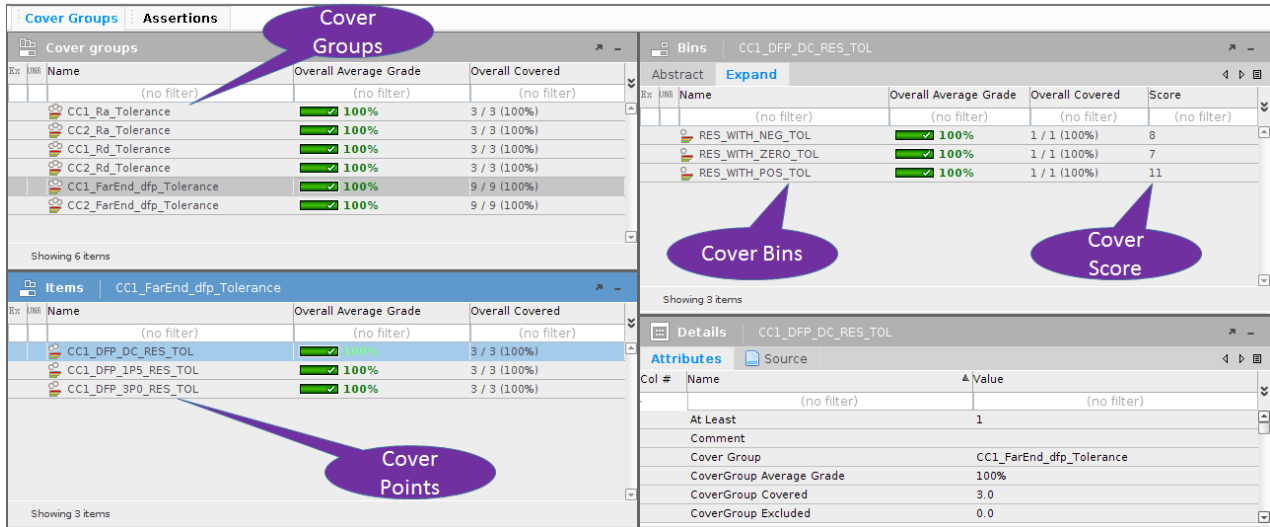 Cover Groups Assertions
Cover
Groups
Cover groups
Ex UNR Name Overall Average Grade Overall Covered
(no filter) (no filter) (no filter)
CC1_Ra_Tolerance 100% 3 / 3 (100%)
CC2_Ra_Tolerance 100% 3 / 3 (100%)
CC1_Rd_Tolerance 100% 3 / 3 (100%)
CC2_Rd_Tolerance 100% 3 / 3 (100%)
CC1_FarEnd_dfp_Tolerance 100% 9 / 9 (100%)
CC2_FarEnd_dfp_Tolerance 100% 9 / 9 (100%)
Showing 6 items
Items CC1_FarEnd_dfp_Tolerance
Ex UNR Name Overall Average Grade Overall Covered
(no filter) (no filter) (no filter)
CC1_DFP_DC_RES_TOL 100% 3 / 3 (100%)
CC1_DFP_1P5_RES_TOL 100% 3 / 3 (100%)
CC1_DFP_3P0_RES_TOL 100% 3 / 3 (100%)
Cover
Points
Showing 3 items
Bins CC1_DFP_DC_RES_TOL
Abstract Expand
Ex UNR Name Overall Average Grade Overall Covered Score
(no filter) (no filter) (no filter) (no filter)
RES_WITH_NEG_TOL 100% 1 / 1 (100%) 8
RES_WITH_ZERO_TOL 100% 1 / 1 (100%) 7
RES_WITH_POS_TOL 100% 1 / 1 (100%) 11
Cover Bins
Cover
Score
Showing 3 items
Details CC1_DFP_DC_RES_TOL
Attributes Source
Col # Name Value
(no filter) (no filter)
At Least 1
Comment
Cover Group CC1_FarEnd_dfp_Tolerance
CoverGroup Average Grade 100%
CoverGroup Covered 3.0
CoverGroup Excluded 0.0